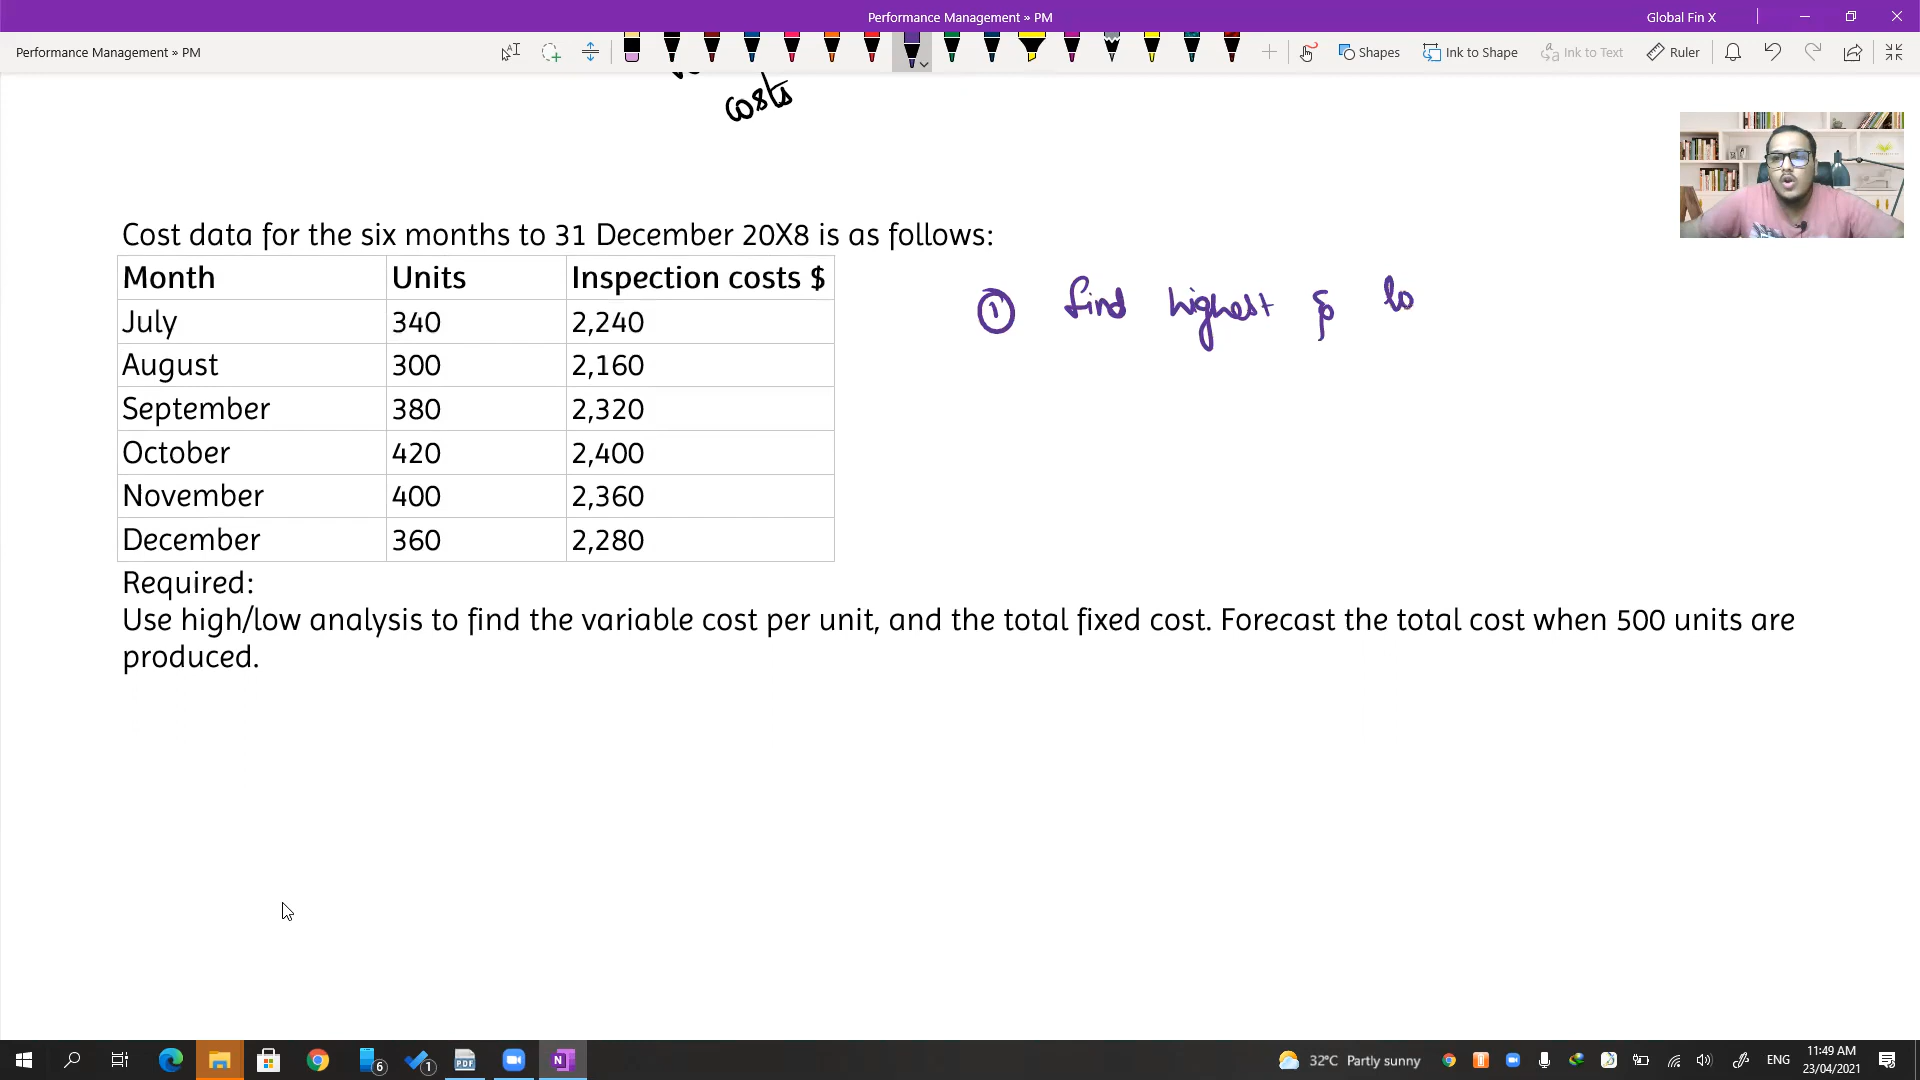 Performance Management » PM
Global Fin X
Performance Management » PM
Shapes
Ink to Shape
Ink to Text
Ruler
costs
Cost data for the six months to 31 December 20X8 is as follows:
Month Units Inspection costs $
July 340 2,240
August 300 2,160
September 380 2,320
October 420 2,400
November 400 2,360
December 360 2,280
① find highest & lo
Required:
Use high/low analysis to find the variable cost per unit, and the total fixed cost. Forecast the total cost when 500 units are
produced.
6
1
PDF
N
32°C Partly sunny
ENG
11:49 AM
23/04/2021